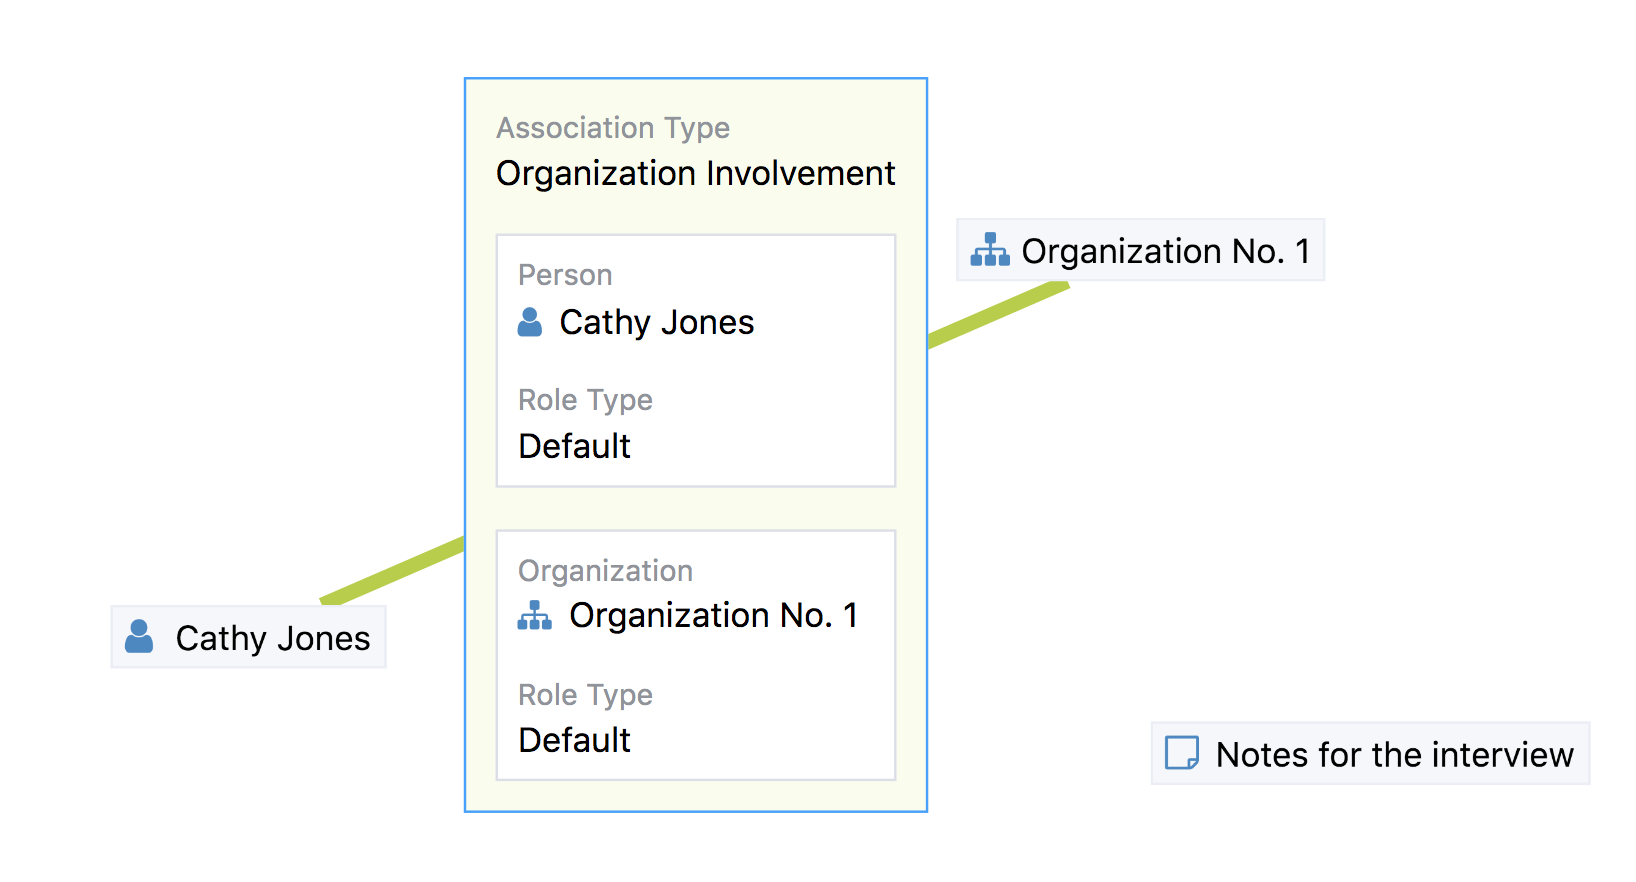 Association Type
Organization Involvement
Person
Cathy Jones
Role Type
Default
Organization
Organization No. 1
Role Type
Default
Organization No. 1
Cathy Jones
Notes for the interview